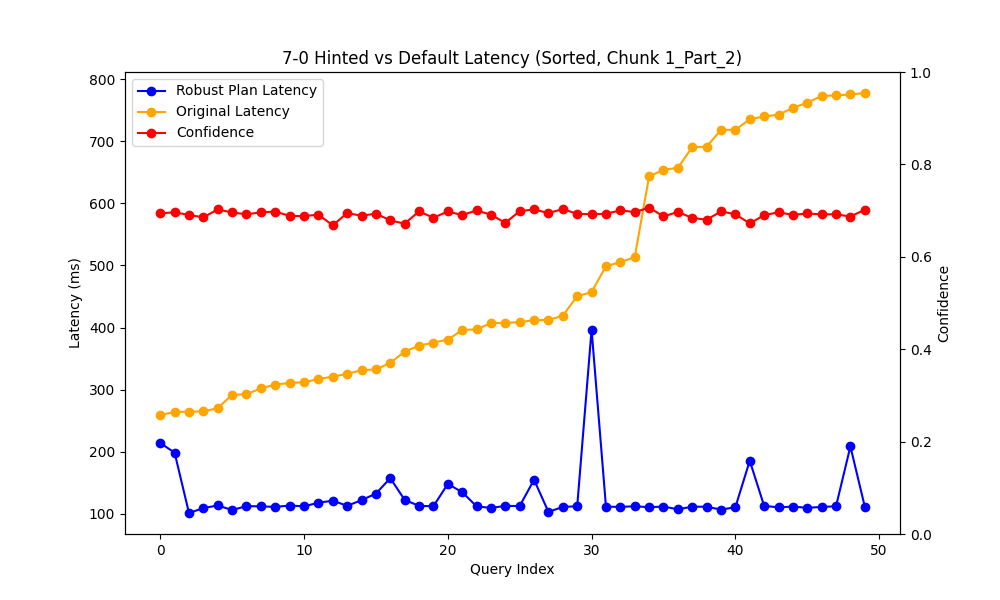 7-0 Hinted vs Default Latency (Sorted, Chunk 1_Part_2)
Robust Plan Latency
Original Latency
Confidence
800
700
600
500
400
300
200
100
Latency (ms)
1.0
0.8
0.6
0.4
0.2
0.0
Confidence
0 10 20 30 40 50
Query Index